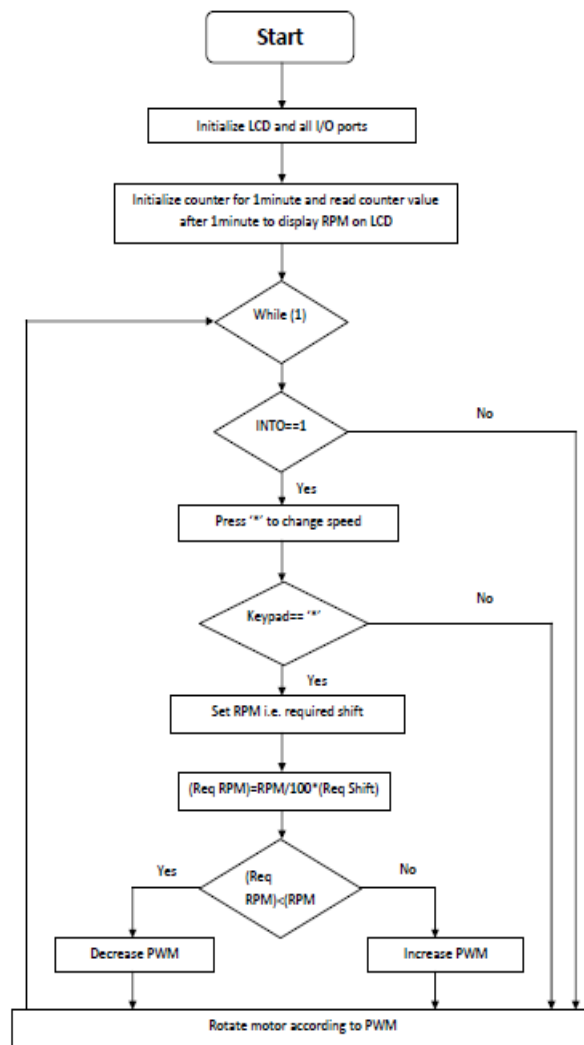 Start
Initialize LCD and all I/O ports
Initialize counter for 1minute and read counter value
after 1minute to display RPM on LCD
While (1)
INTO==1
No
Yes
Press ‘*’ to change speed
Keypad== ‘*’
No
Yes
Set RPM i.e. required shift
(Req RPM)=RPM/100*(Req Shift)
Yes
(Req
RPM)<(RPM
No
Decrease PWM
Increase PWM
Rotate motor according to PWM